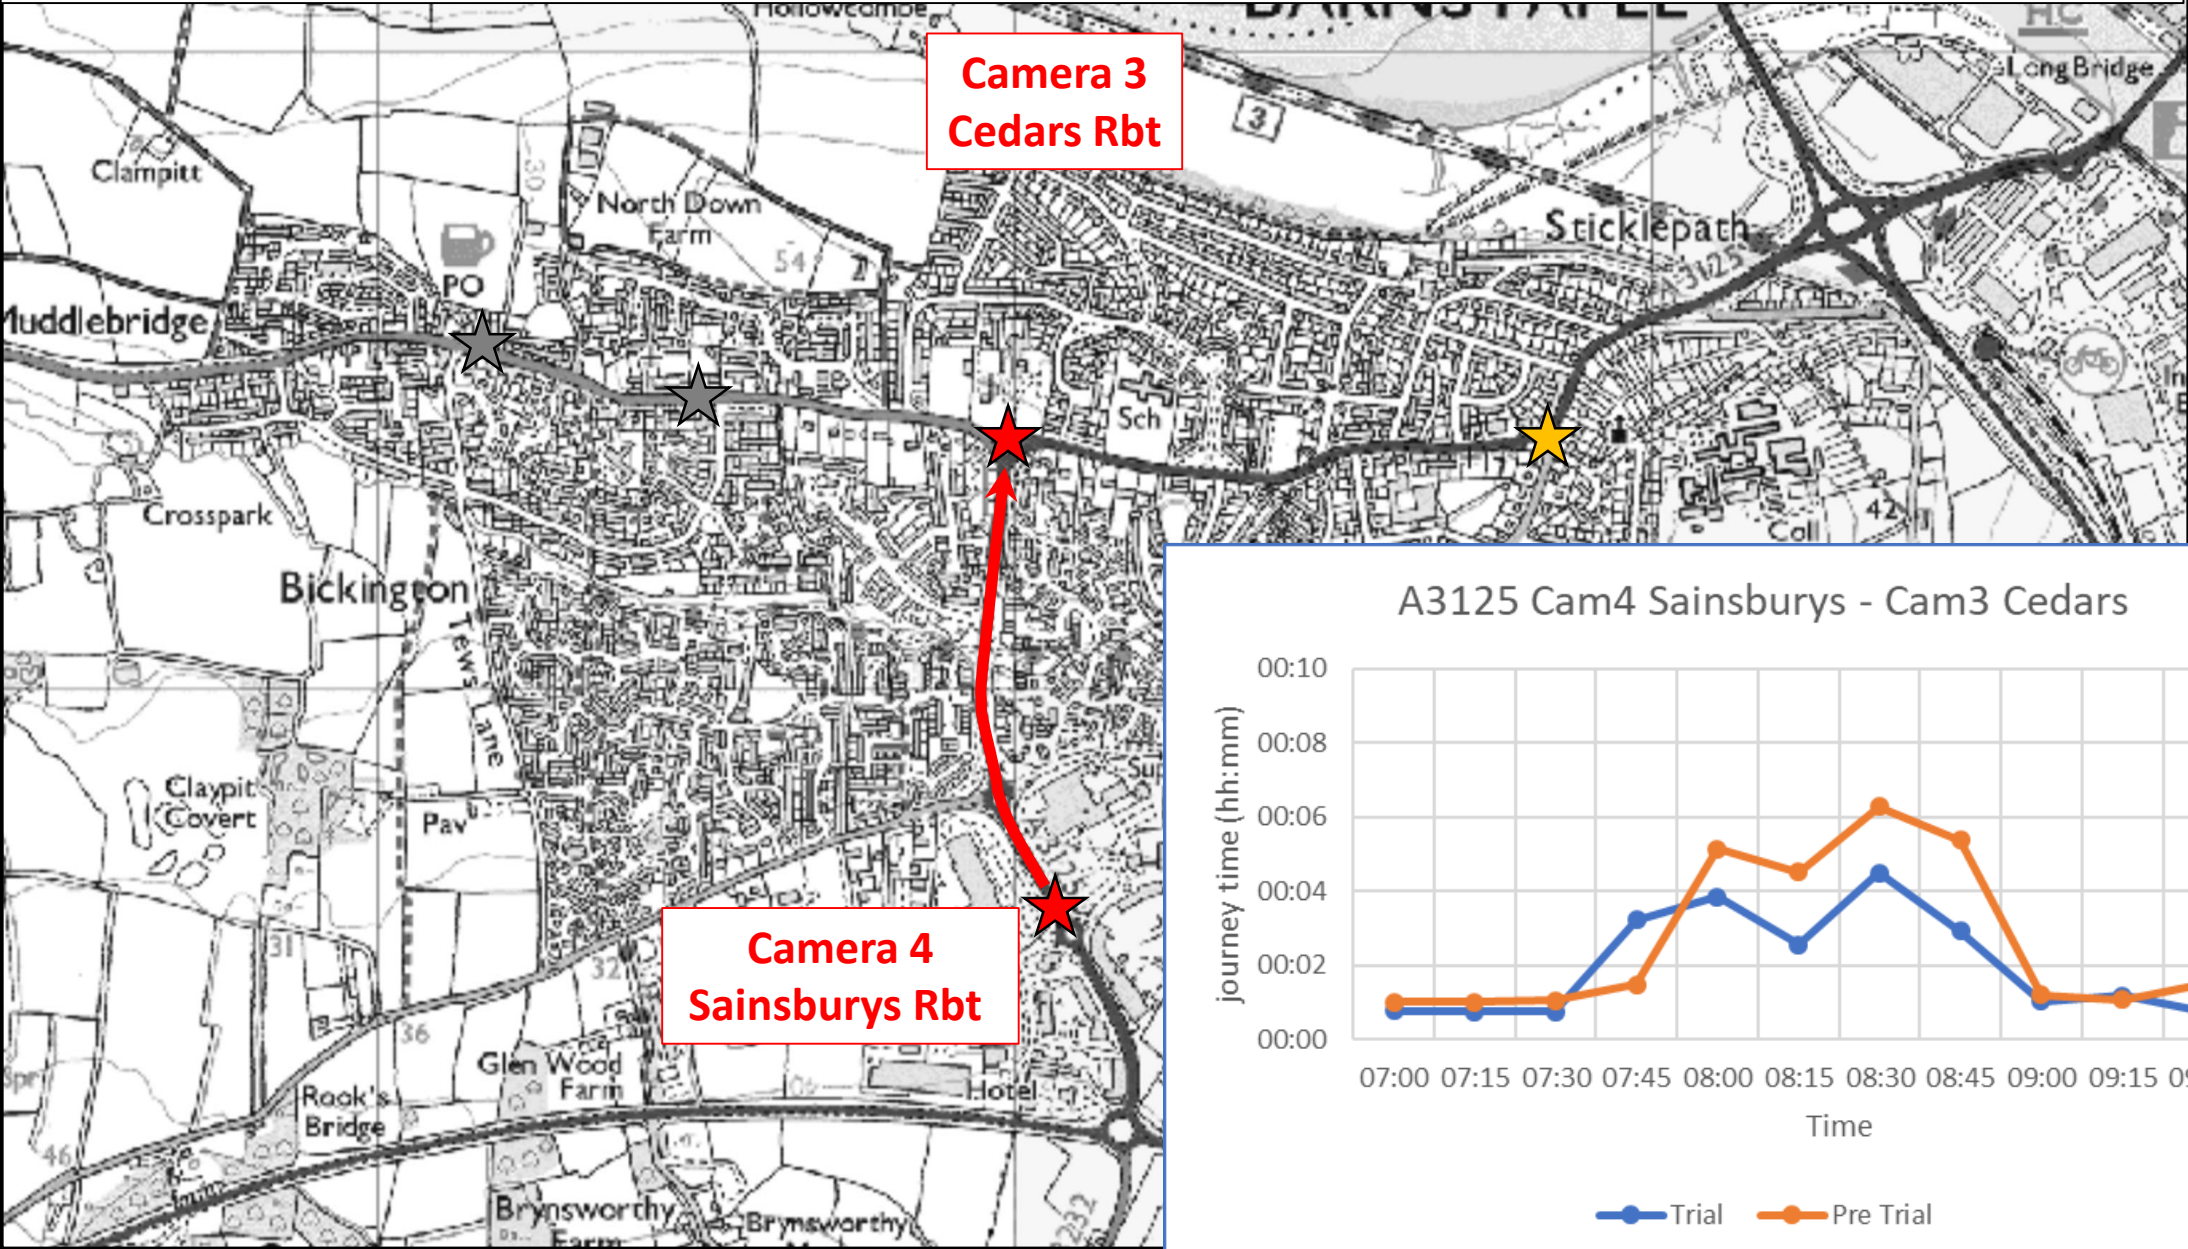 Hollowcombe
BARNSTAPLE
HC
Long Bridge
Camera 3
Cedars Rbt
3
Clampitt
30
North Down
Farm
54
Sticklepath
A3125
PO
Muddlebridge
Sch
Crosspark
Coll
42
Bickington
Tews Lane
A3125 Cam4 Sainsburys - Cam3 Cedars
00:10
00:08
00:06
00:04
00:02
00:00
journey time (hh:mm)
07:00 07:15 07:30 07:45 08:00 08:15 08:30 08:45 09:00 09:15
Time
Trial
Pre Trial
Claypit
Covert
Pav
31
32
Camera 4
Sainsburys Rbt
36
Glen Wood
Farm
Hotel
Rook's
Bridge
46
Brynsworthy
Farm
Brynsworthy